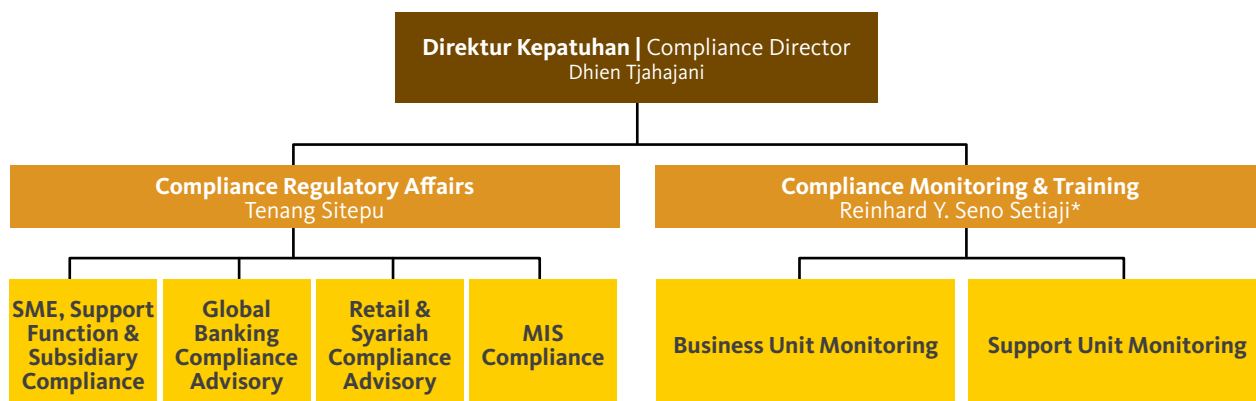 Direktur Kepatuhan | Compliance Director
Dhien Tjahajani
Compliance Regulatory Affairs
Tenang Sitepu
Compliance Monitoring & Training
Reinhard Y. Seno Setiaji*
SME, Support
Function &
Subsidiary
Compliance
Global
Banking
Compliance
Advisory
Retail &
Syariah
Compliance
Advisory
MIS
Compliance
Business Unit Monitoring
Support Unit Monitoring